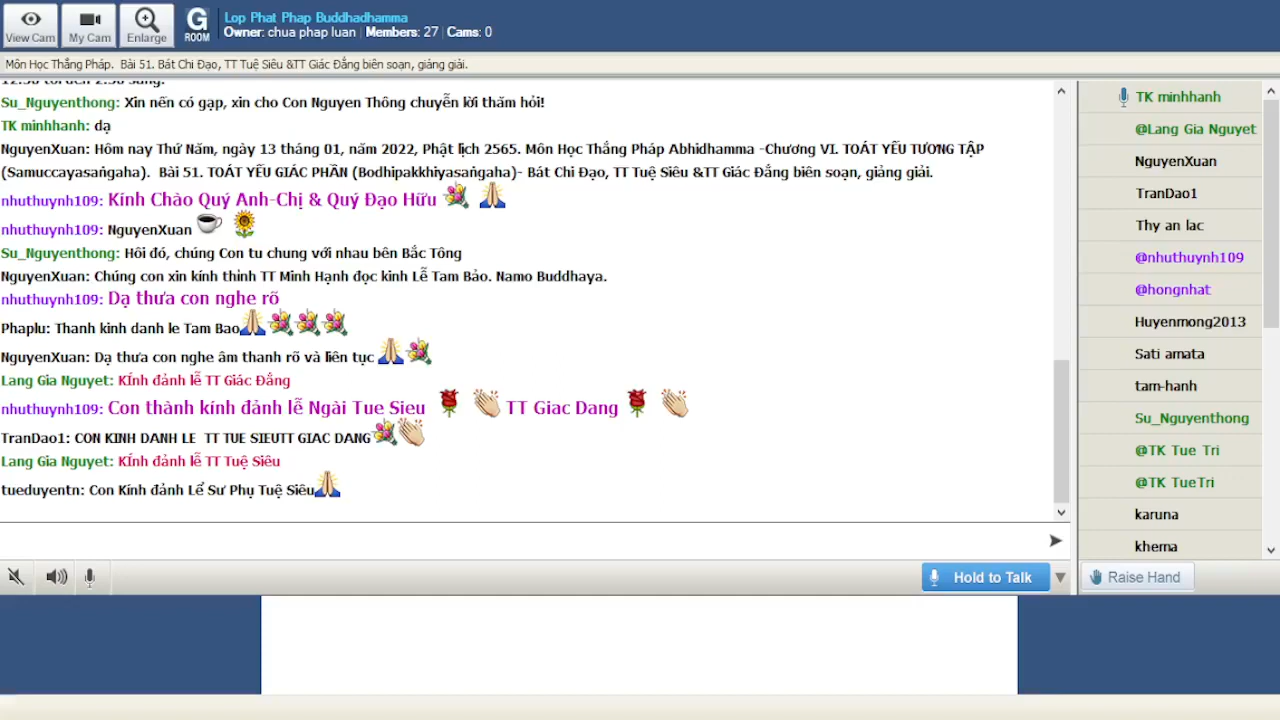 View Cam
My Cam
Enlarge
G
ROOM
Lop Phat Phap Buddhadhamma
Owner: chua phap luan | Members: 27 | Cams: 0
Môn Học Thắng Pháp. Bài 51. Bát Chi Đạo, TT Tuệ Siêu &TT Giác Đẳng biên soạn, giảng giải.
Su_Nguyenthong: Xin nến có gạp, xin cho Con Nguyen Thông chuyển lời thăm hỏi!
TK minhhanh: dạ
NguyenXuan: Hôm nay Thứ Năm, ngày 13 tháng 01, năm 2022, Phật lịch 2565. Môn Học Thắng Pháp Abhidhamma -Chương VI. TOÁT YẾU TƯƠNG TẬP
(Samuccayasaṅgaha). Bài 51. TOÁT YẾU GIÁC PHẦN (Bodhipakkhiyasaṅgaha)- Bát Chi Đạo, TT Tuệ Siêu &TT Giác Đẳng biên soạn, giảng giải.
nhuthuynh109: Kính Chào Quý Anh-Chị & Quý Đạo Hữu
nhuthuynh109: NguyenXuan
Su_Nguyenthong: Hôi đó, chúng Con tu chung với nhau bên Bắc Tông
NguyenXuan: Chúng con xin kính thỉnh TT Minh Hạnh đọc kinh Lễ Tam Bảo. Namo Buddhaya.
nhuthuynh109: Dạ thưa con nghe rõ
Phaplu: Thanh kinh danh le Tam Bao
NguyenXuan: Dạ thưa con nghe âm thanh rõ và liên tục
Lang Gia Nguyet: KÍnh đảnh lễ TT Giác Đẳng
nhuthuynh109: Con thành kính đảnh lễ Ngài Tue Sieu TT Giac Dang
TranDao1: CON KINH DANH LE TT TUE SIEUTT GIAC DANG
Lang Gia Nguyet: KÍnh đảnh lễ TT Tuệ Siêu
tueduyentn: Con Kính đảnh Lể Sư Phụ Tuệ Siêu
Hold to Talk
TK minhhanh
@Lang Gia Nguyet
NguyenXuan
TranDao1
Thy an lac
@nhuthuynh109
@hongnhat
Huyenmong2013
Sati amata
tam-hanh
Su_Nguyenthong
@TK Tue Tri
@TK TueTri
karuna
khema
Raise Hand